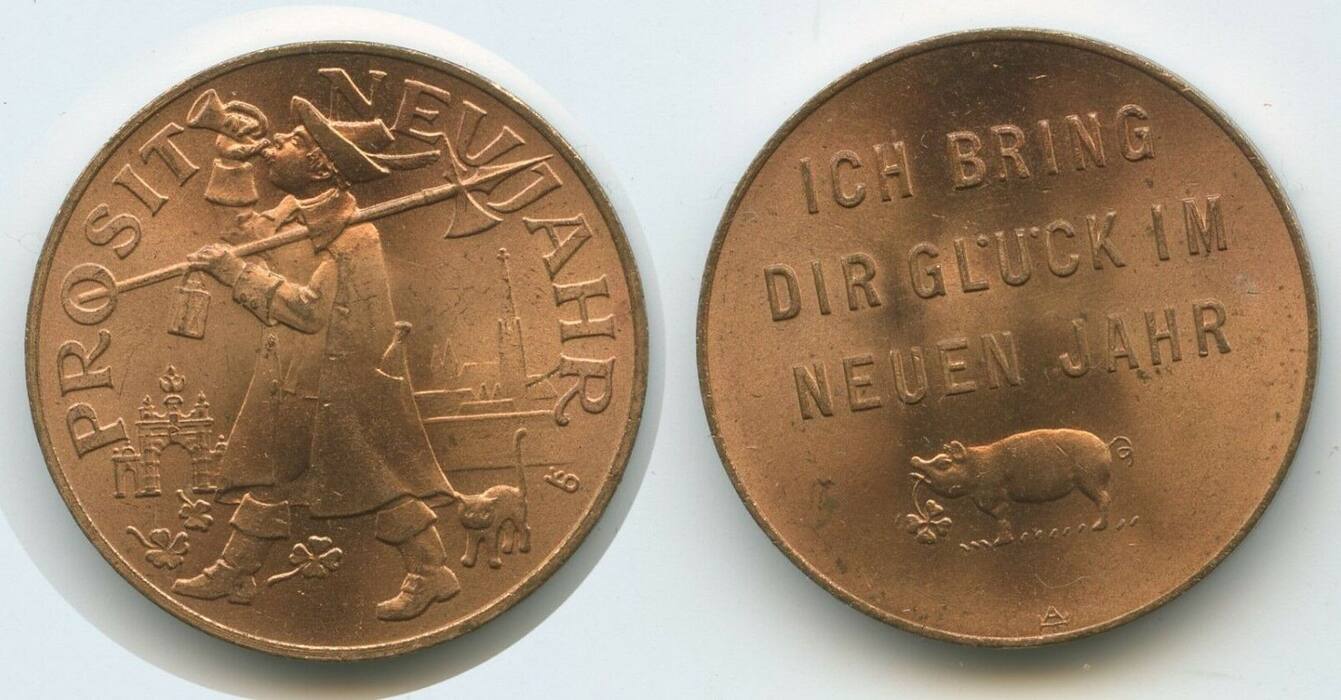 PROSIT NEUJAHR
ICH BRING
DIR GLÜCK IM
NEUEN JAHR